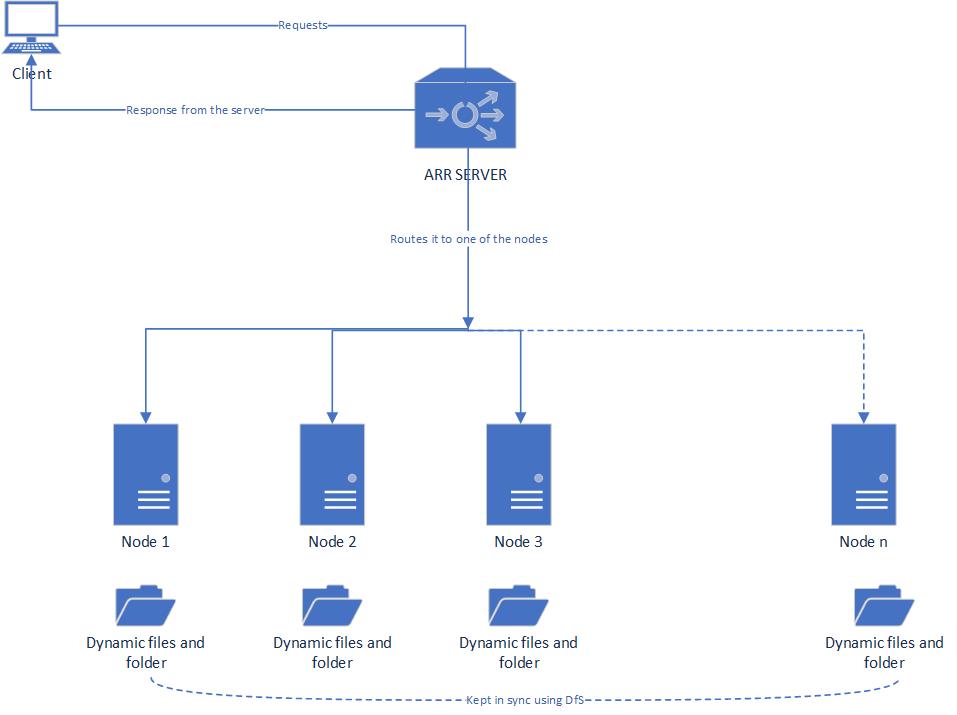 Requests
Client
Response from the server
ARR SERVER
Routes it to one of the nodes
Node 1
Node 2
Node 3
Node n
Dynamic files and
folder
Dynamic files and
folder
Dynamic files and
folder
Dynamic files and
folder
Kept in sync using DfS